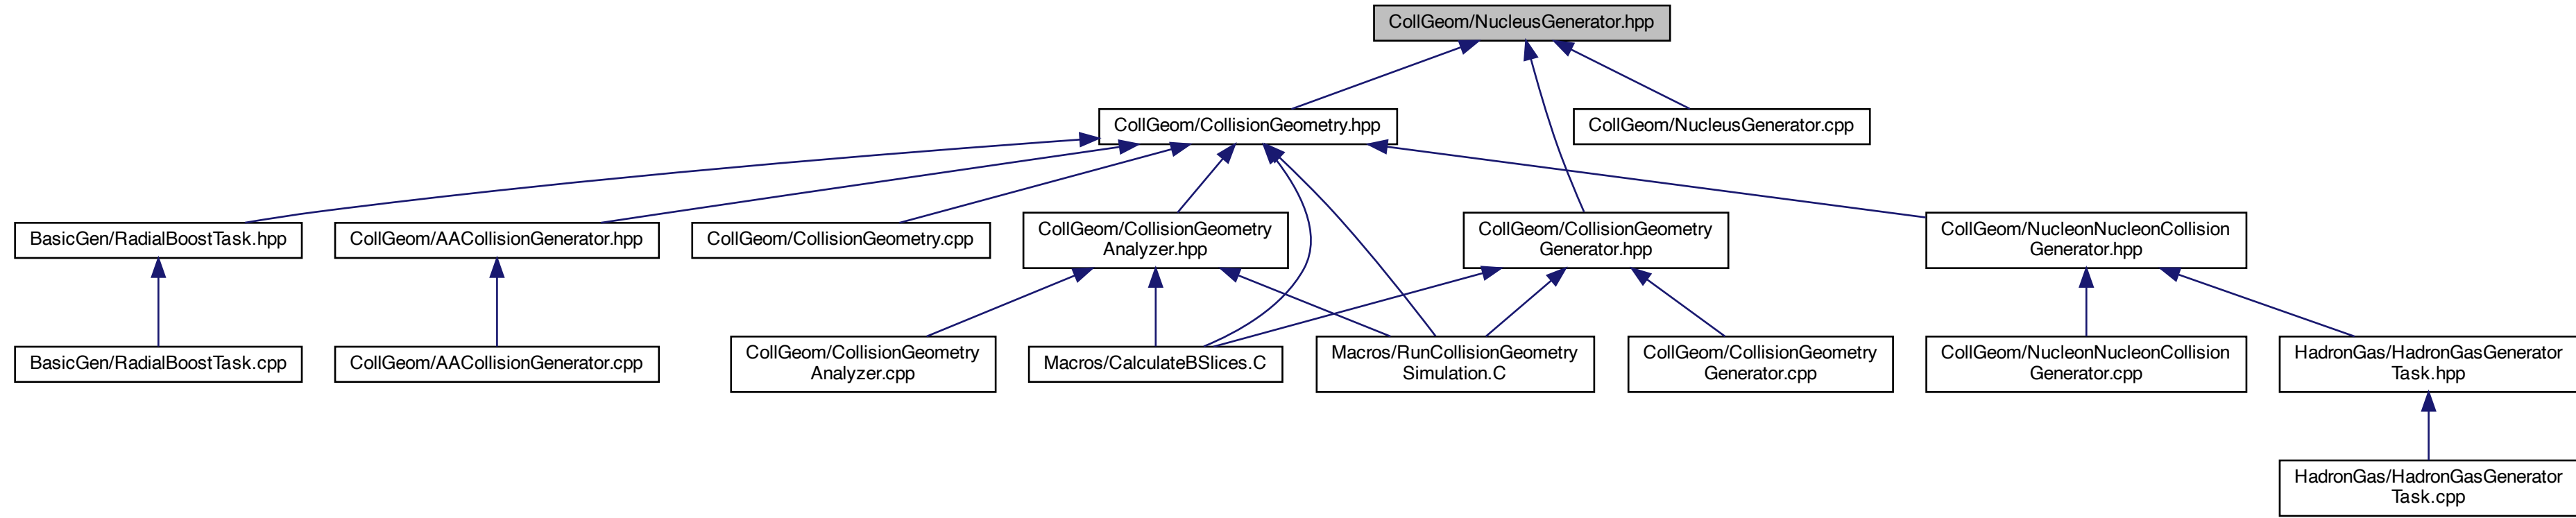 CollGeom/NucleusGenerator.hpp
CollGeom/CollisionGeometry.hpp
CollGeom/NucleusGenerator.cpp
BasicGen/RadialBoostTask.hpp
CollGeom/AACollisionGenerator.hpp
CollGeom/CollisionGeometry.cpp
CollGeom/CollisionGeometry
Analyzer.hpp
CollGeom/CollisionGeometry
Generator.hpp
CollGeom/NucleonNucleonCollision
Generator.hpp
BasicGen/RadialBoostTask.cpp
CollGeom/AACollisionGenerator.cpp
CollGeom/CollisionGeometry
Analyzer.cpp
Macros/CalculateBSlices.C
Macros/RunCollisionGeometry
Simulation.C
CollGeom/CollisionGeometry
Generator.cpp
CollGeom/NucleonNucleonCollision
Generator.cpp
HadronGas/HadronGasGenerator
Task.hpp
HadronGas/HadronGasGenerator
Task.cpp